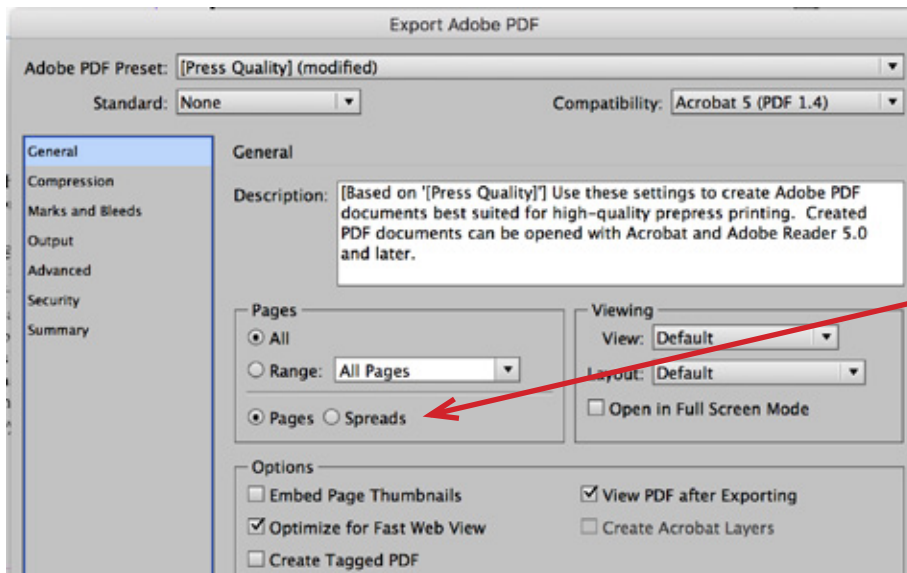 Export Adobe PDF
Adobe PDF Preset: [Press Quality] (modified)
Standard: None
Compatibility: Acrobat 5 (PDF 1.4)
General
Compression
Marks and Bleeds
Output
Advanced
Security
Summary
General
Description: [Based on '[Press Quality]'] Use these settings to create Adobe PDF
documents best suited for high-quality prepress printing. Created
PDF documents can be opened with Acrobat and Adobe Reader 5.0
and later.
Pages
All
Range: All Pages
Pages Spreads
Viewing
View: Default
Layout: Default
Open in Full Screen Mode
Options
Embed Page Thumbnails
Optimize for Fast Web View
Create Tagged PDF
View PDF after Exporting
Create Acrobat Layers